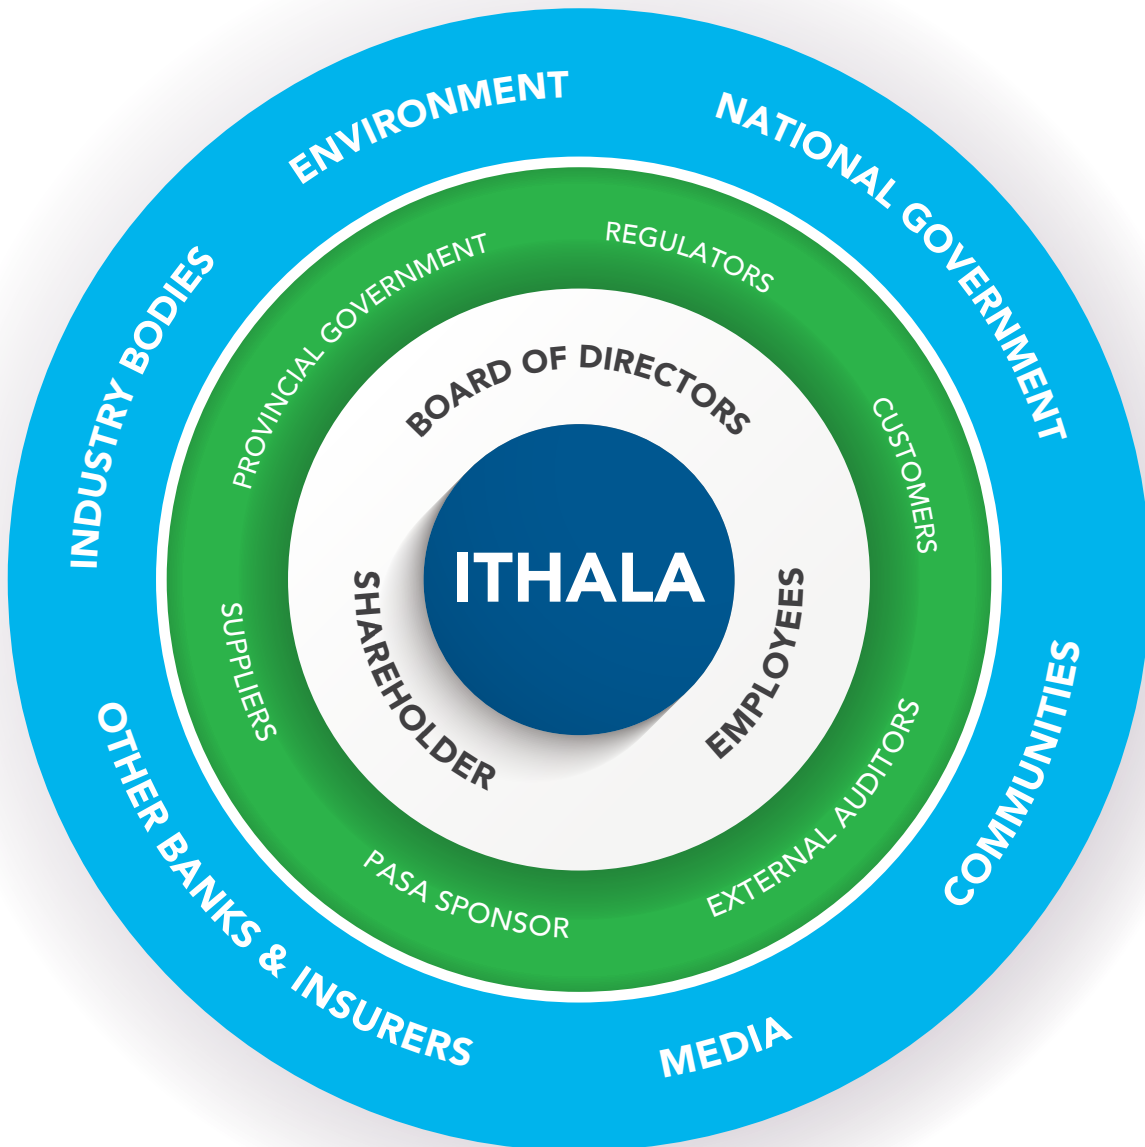 ENVIRONMENT
NATIONAL GOVERNMENT
COMMUNITIES
MEDIA
OTHER BANKS & INSURERS
INDUSTRY BODIES
PROVINCIAL GOVERNMENT
REGULATORS
CUSTOMERS
EXTERNAL AUDITORS
PASA SPONSOR
SUPPLIERS
BOARD OF DIRECTORS
EMPLOYEES
SHAREHOLDER
ITHALA